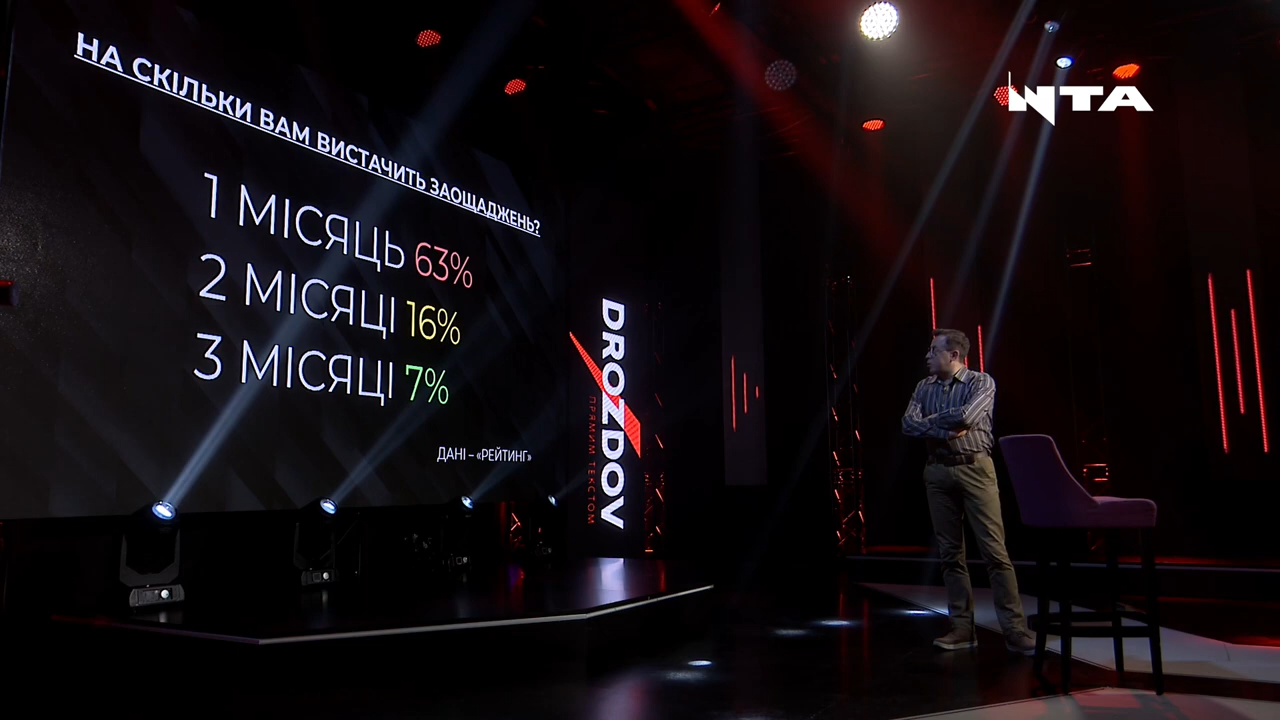 НА СКІЛЬКИ ВАМ ВИСТАЧИТЬ ЗАОЩАДЖЕНЬ?
1 МІСЯЦЬ 63%
2 МІСЯЦІ 16%
3 МІСЯЦІ 7%
ДАНІ – «РЕЙТИНГ»
DROZDOV
ПРЯМИМ ТЕКСТОМ
NTA